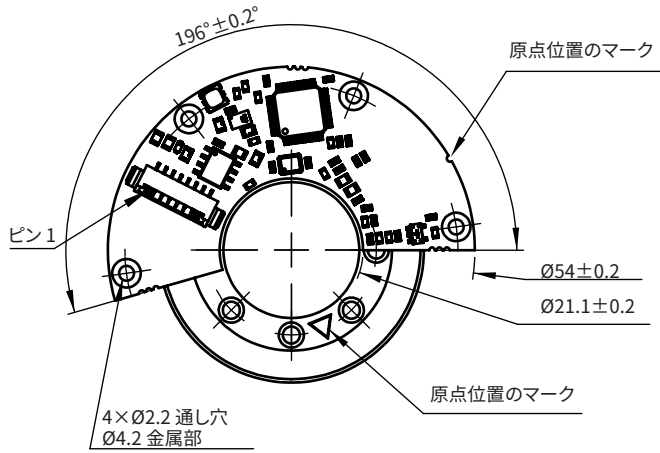 196°±0.2°
原点位置のマーク
ピン1
Ø54±0.2
Ø21.1±0.2
原点位置のマーク
4×Ø2.2 通し穴
Ø4.2 金属部